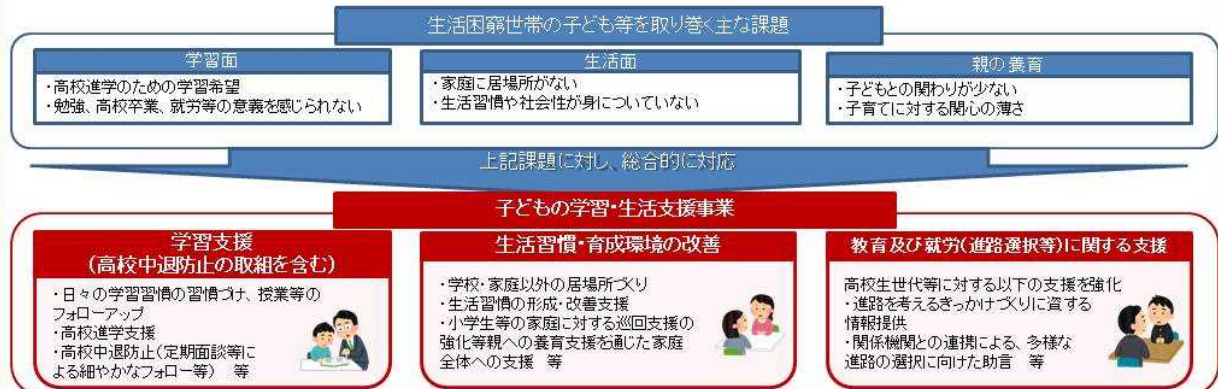 生活困窮世帯の子ども等を取り巻く主な課題
学習面
・高校進学のための学習希望
・勉強、高校卒業、就労等の意義を感じられない
生活面
・家庭に居場所がない
・生活習慣や社会性が身についていない
親の養育
・子どもとの関わりが少ない
・子育てに対する関心の薄さ
上記課題に対し、総合的に対応
子どもの学習・生活支援事業
学習支援
(高校中退防止の取組を含む)
・日々の学習習慣の習慣づけ、授業等の
フォローアップ
・高校進学支援
・高校中退防止(定期面談等に
よる細やかなフォロー等) 等
生活習慣・育成環境の改善
・学校・家庭以外の居場所づくり
・生活習慣の形成・改善支援
・小学生等の家庭に対する巡回支援の
強化等親への養育支援を通じた家庭
全体への支援 等
教育及び就労(進路選択等)に関する支援
高校生世代等に対する以下の支援を強化
・進路を考えるきっかけづくりに資する
情報提供
・関係機関との連携による、多様な
進路の選択に向けた助言 等